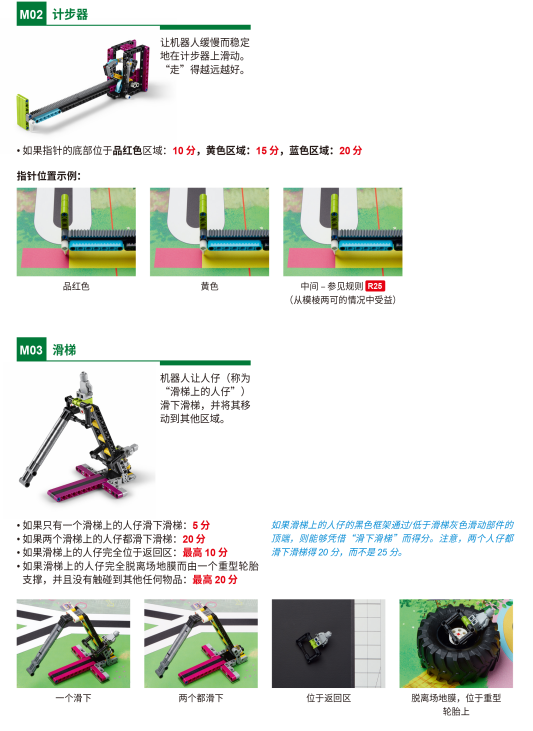 M02 计步器
让机器人缓慢而稳定
地在计步器上滑动。
“走”得越远越好。
• 如果指针的底部位于品红色区域：10 分，黄色区域：15 分，蓝色区域：20 分
指针位置示例：
品红色
黄色
中间 – 参见规则 R25
（从模棱两可的情况中受益）
M03 滑梯
机器人让人仔（称为
“滑梯上的人仔”）
滑下滑梯，并将其移
动到其他区域。
• 如果只有一个滑梯上的人仔滑下滑梯：5 分
• 如果两个滑梯上的人仔都滑下滑梯：20 分
• 如果滑梯上的人仔完全位于返回区：最高 10 分
• 如果滑梯上的人仔完全脱离场地膜而由一个重型轮胎
支撑，并且没有触碰到其他任何物品：最高 20 分
如果滑梯上的人仔的黑色框架通过/低于滑梯灰色滑动部件的
顶端，则能够凭借“滑下滑梯”而得分。注意，两个人仔都
滑下滑梯得 20 分，而不是 25 分。
一个滑下
两个都滑下
位于返回区
脱离场地膜，位于重型
轮胎上